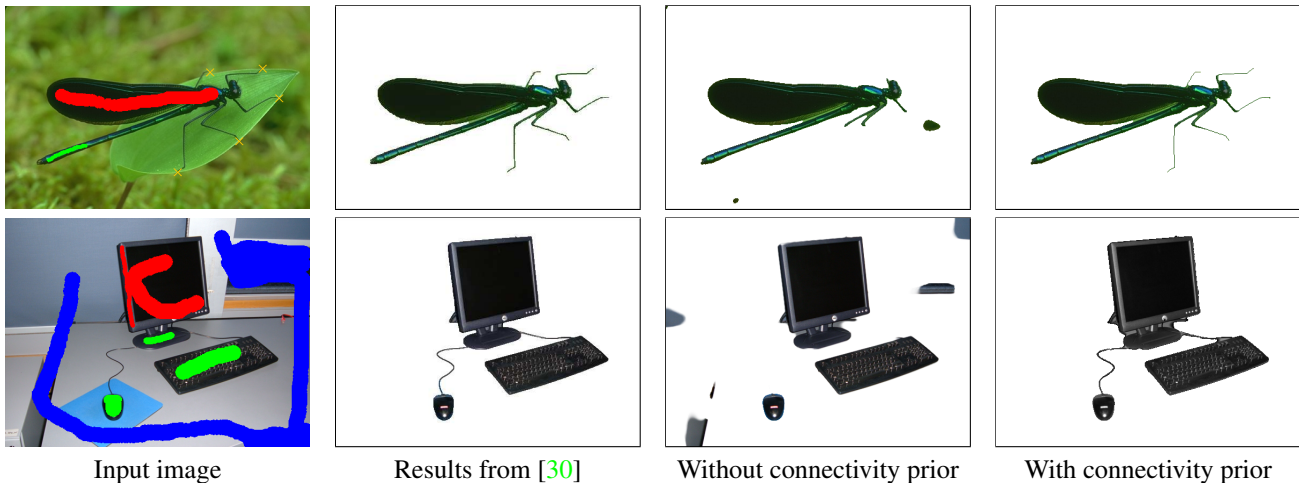 Input image
Results from [30]
Without connectivity prior
With connectivity prior